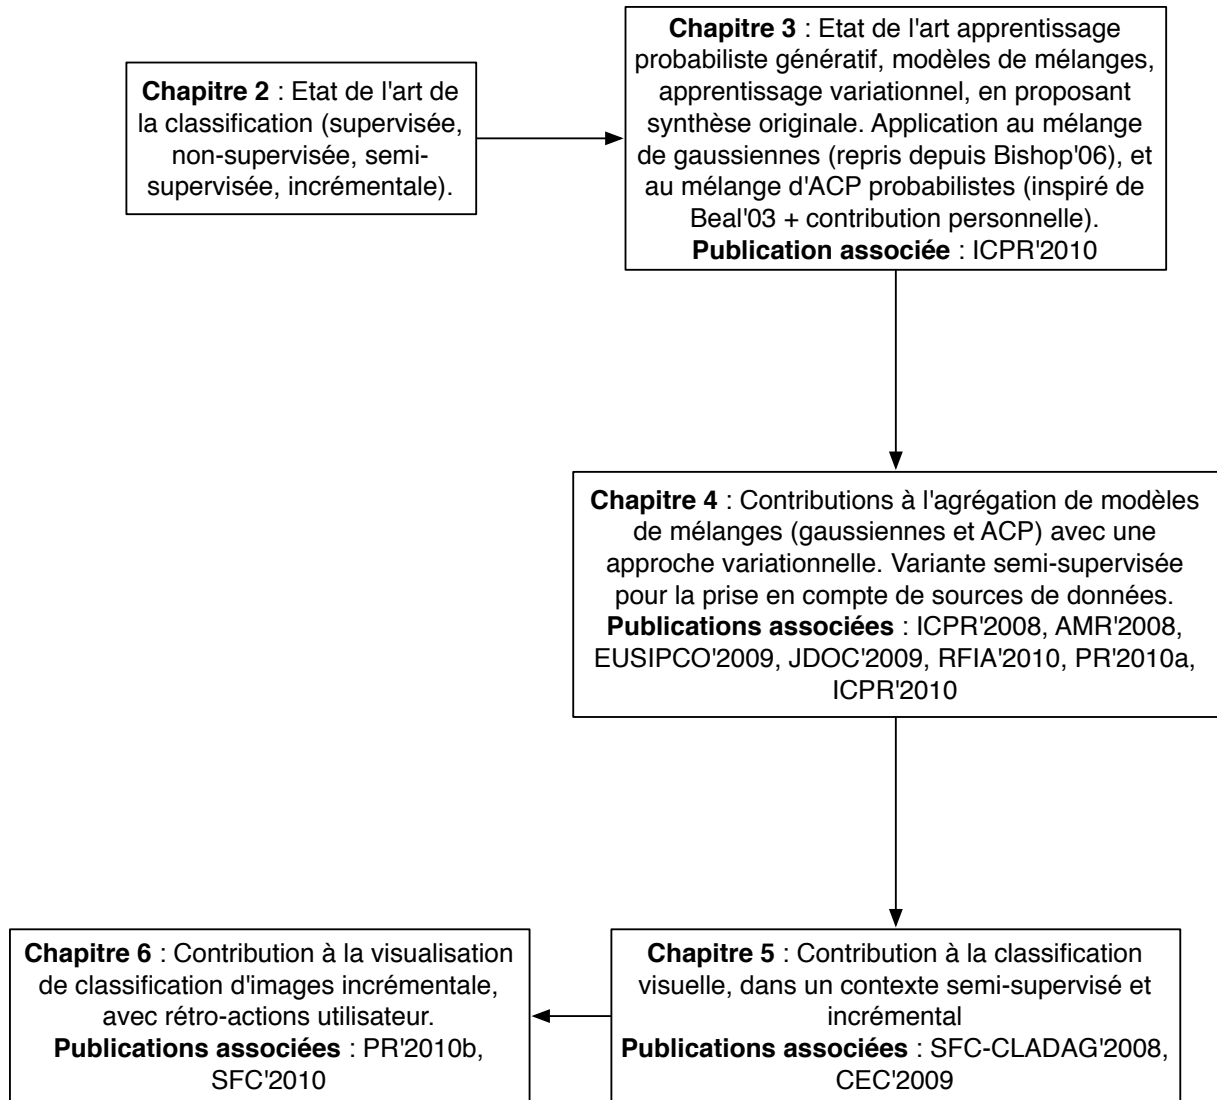 Chapitre 2 : Etat de l'art de
la classification (supervisée,
non-supervisée, semi-
supervisée, incrémentale).
Chapitre 3 : Etat de l'art apprentissage
probabiliste génératif, modèles de mélanges,
apprentissage variationnel, en proposant
synthèse originale. Application au mélange
de gaussiennes (repris depuis Bishop'06), et
au mélange d'ACP probabilistes (inspiré de
Beal'03 + contribution personnelle).
Publication associée : ICPR'2010
Chapitre 4 : Contributions à l'agrégation de modèles
de mélanges (gaussiennes et ACP) avec une
approche variationnelle. Variante semi-supervisée
pour la prise en compte de sources de données.
Publications associées : ICPR'2008, AMR'2008,
EUSIPCO'2009, JDOC'2009, RFIA'2010, PR'2010a,
ICPR'2010
Chapitre 5 : Contribution à la classification
visuelle, dans un contexte semi-supervisé et
incrémental
Publications associées : SFC-CLADAG'2008,
CEC'2009
Chapitre 6 : Contribution à la visualisation
de classification d'images incrémentale,
avec rétro-actions utilisateur.
Publications associées : PR'2010b,
SFC'2010